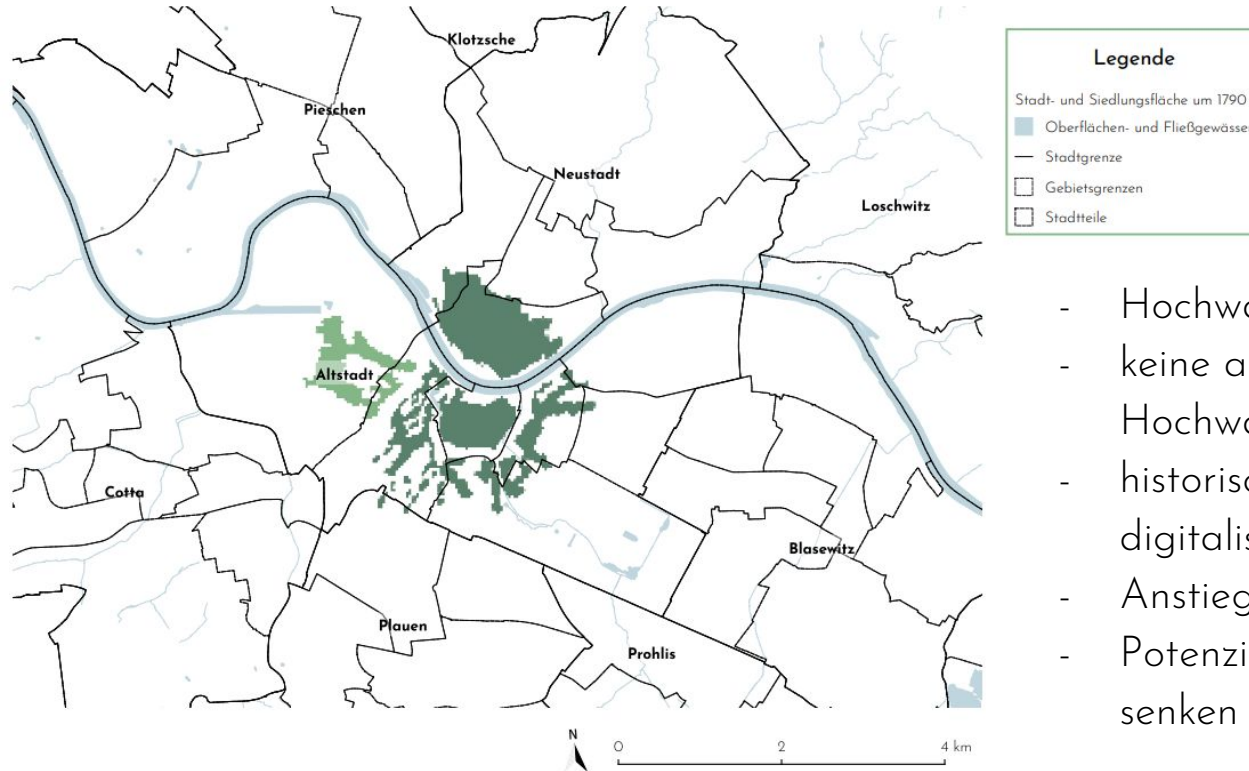 Klotzsche
Pieschen
Neustadt
Loschwitz
Altstadt
Cotta
Blasewitz
Plauen
Prohlis
N
0 2 4 km
Legende
Stadt- und Siedlungsfläche um 1790
Oberflächen- und Fließgewässer
Stadtgrenze
Gebietsgrenzen
Stadtteile
- Hochwa
- keine a
Hochwa
- historisc
digitalis
- Anstieg
- Potenzi
senken